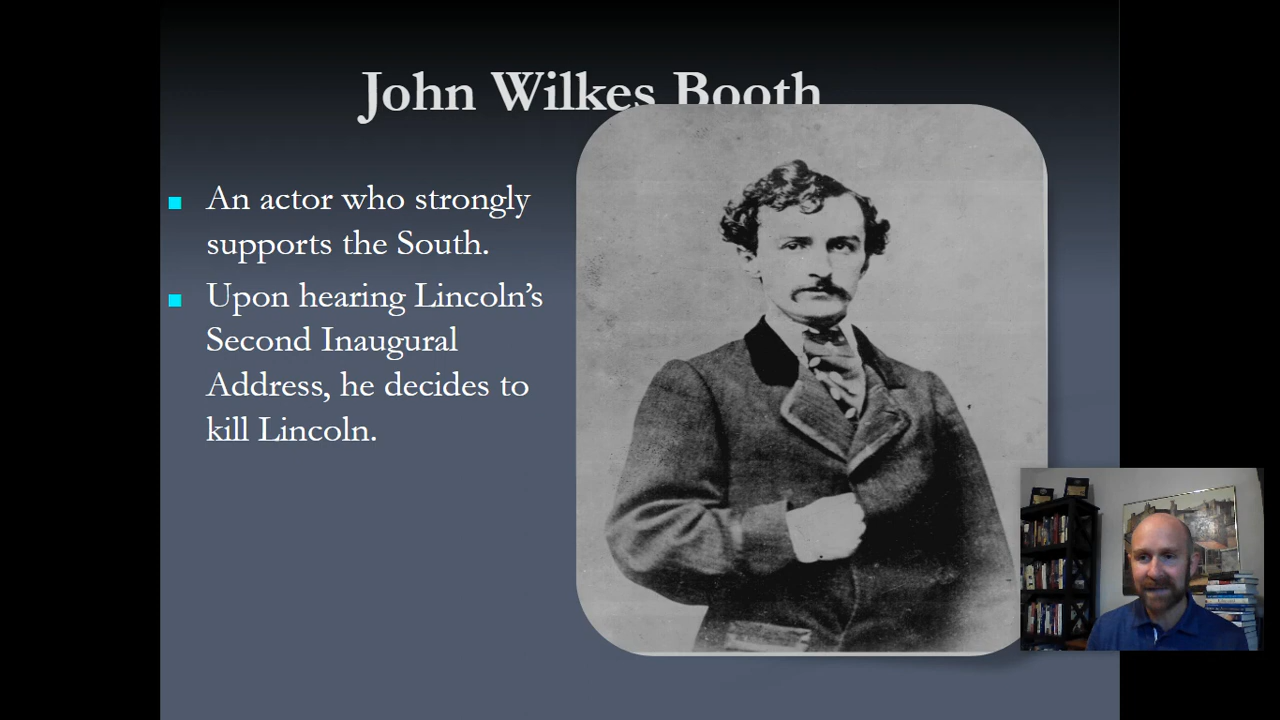 John Wilkes Booth
An actor who strongly
supports the South.
Upon hearing Lincoln’s
Second Inaugural
Address, he decides to
kill Lincoln.